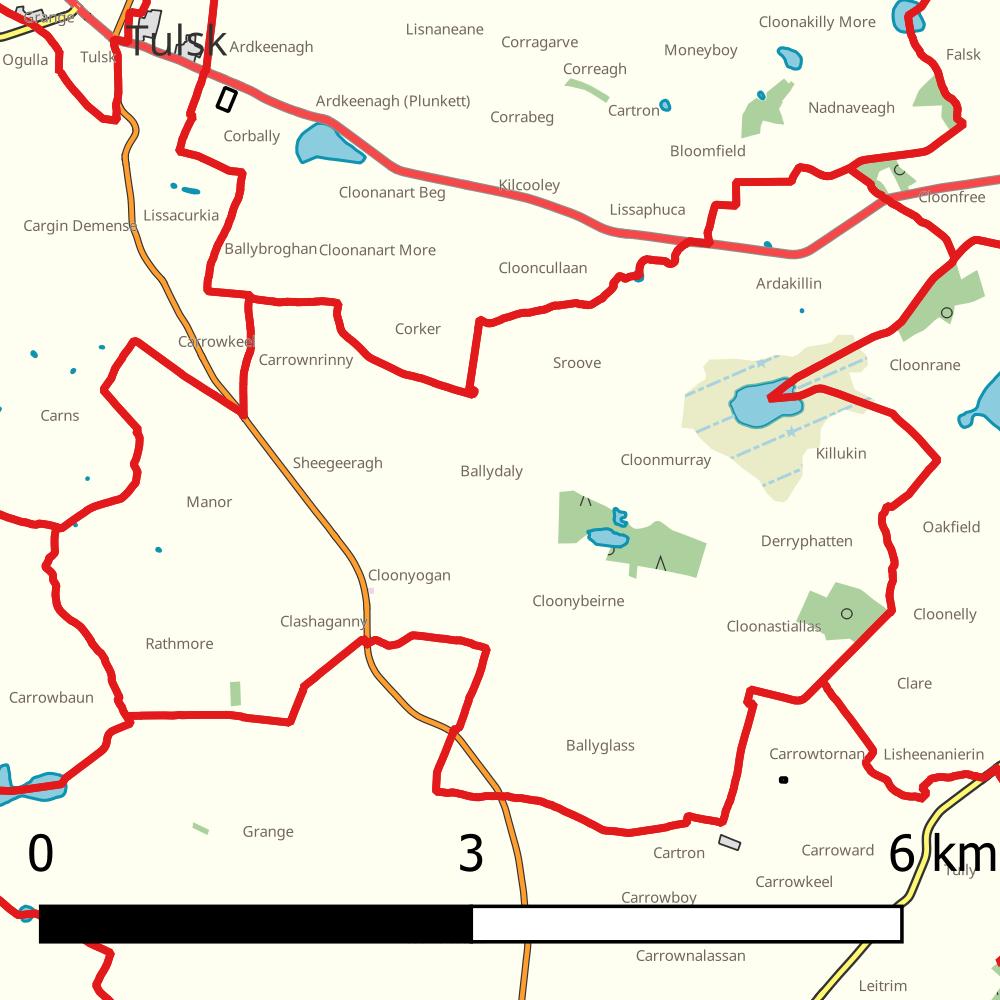 Grange
Cloonakilly More
Lisnaneane
Tulsk
Ardkeenagh
Corragarve
Moneyboy
Falsk
Ogulla
Tulsk
Correagh
Ardkeenagh (Plunkett)
Cartron
Nadnaveagh
Corrabeg
Corbally
Bloomfield
Kilcooley
Cloonanart Beg
Cloonfree
Lissacurkia
Lissaphuca
Cargin Demense
Ballybroghan
Cloonanart More
Clooncullaan
Ardakillin
Corker
Carrowkeel
Carrownrinny
Sroove
Cloonrane
Carns
Sheegeeragh
Ballydaly
Cloonmurray
Killukin
Manor
Oakfield
Derryphatten
Cloonyogan
Cloonybeirne
Cloonelly
Clashaganny
Cloonastiallas
Rathmore
Clare
Carrowbaun
Ballyglass
Carrowtornan
Lisheenanierin
Grange
Cartron
Carroward
0
3
6 km
Tully
Carrowkeel
Carrowboy
Carrownalassan
Leitrim